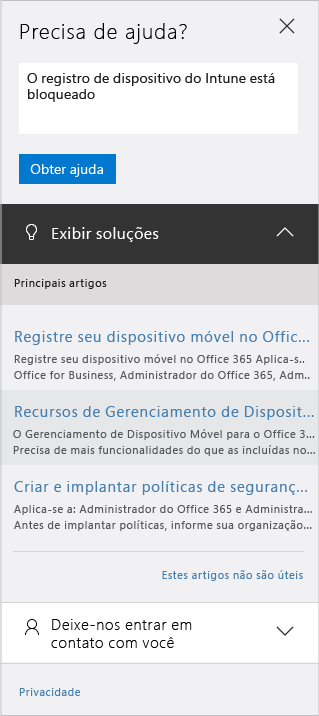 Precisa de ajuda?
O registro de dispositivo do Intune está
bloqueado
Obter ajuda
Exibir soluções
Principais artigos
Registre seu dispositivo móvel no Offic...
Registre seu dispositivo móvel no Office 365 Aplica-s..
Office for Business, Administrador do Office 365, Adm..
Recursos de Gerenciamento de Disposit...
O Gerenciamento de Dispositivo Móvel para o Office 3...
Precisa de mais funcionalidades do que as incluídas no...
Criar e implantar políticas de seguranç...
Aplica-se a: Administrador do Office 365 e Administra...
Antes de implantar políticas, informe sua organização...
Estes artigos não são úteis
Deixe-nos entrar em
contato com você
Privacidade